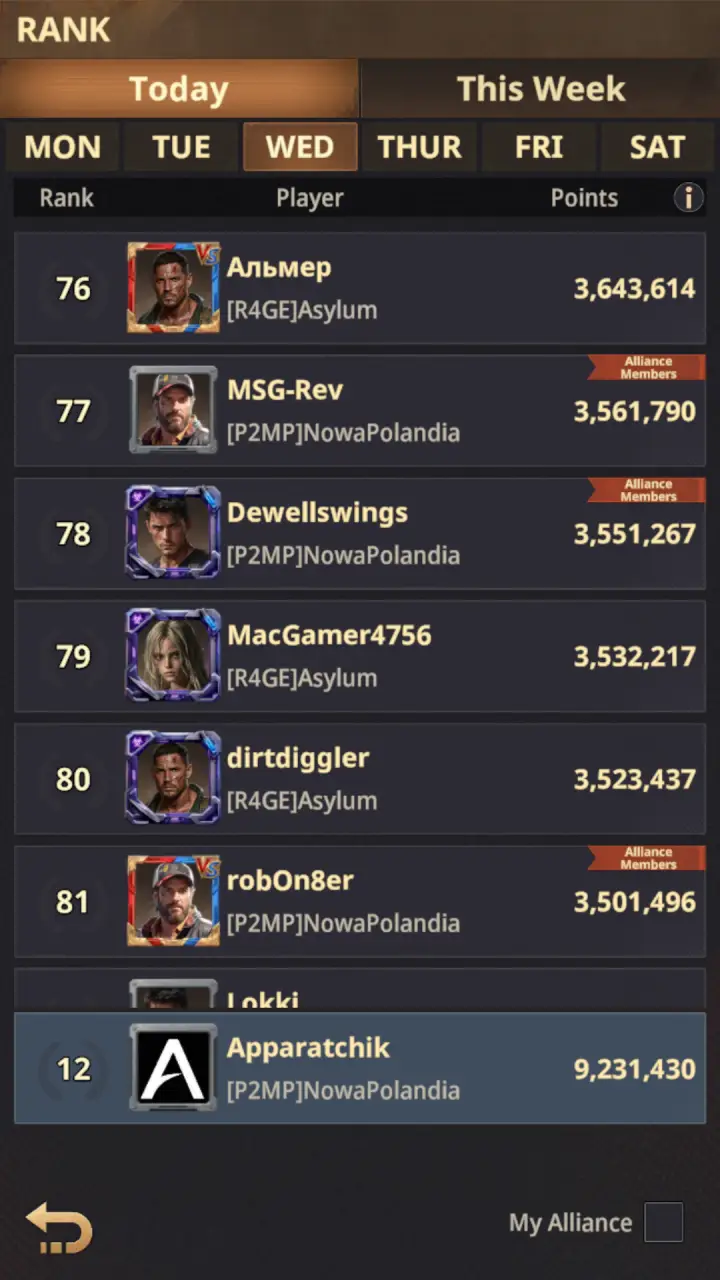 RANK
Today This Week
MON TUE WED THUR FRI SAT
Rank Player Points i
76 Альмер 3,643,614
[R4GE]Asylum
Alliance Members
77 MSG-Rev 3,561,790
[P2MP]NowaPolandia
Alliance Members
78 Dewellswings 3,551,267
[P2MP]NowaPolandia
79 MacGamer4756 3,532,217
[R4GE]Asylum
80 dirtdiggler 3,523,437
[R4GE]Asylum
Alliance Members
81 robOn8er 3,501,496
[P2MP]NowaPolandia
Lokki
12 Apparatchik 9,231,430
[P2MP]NowaPolandia
My Alliance